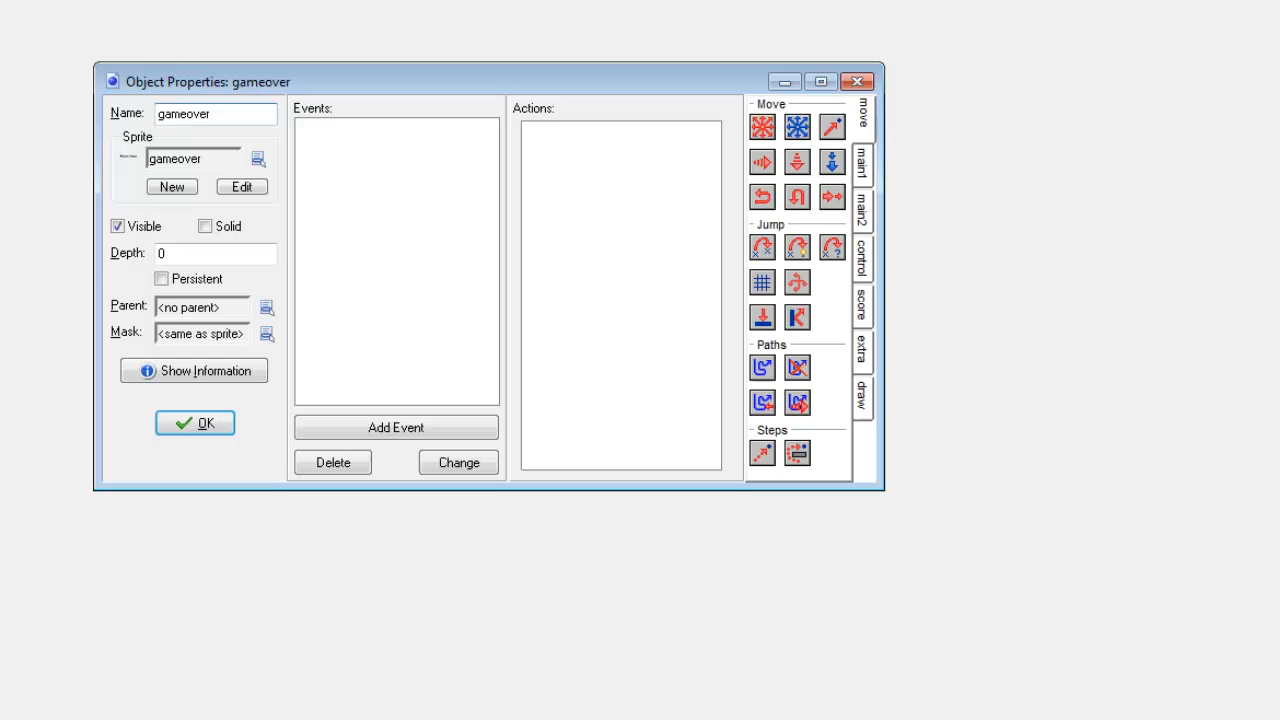 Object Properties: gameover
Name: gameover
Sprite
gameover
New Edit
Visible Solid
Depth: 0
Persistent
Parent: <no parent>
Mask: <same as sprite>
Show Information
OK
Events:
Add Event
Delete Change
Actions:
Move
Jump
Paths
Steps
move
main1
main2
control
score
extra
draw